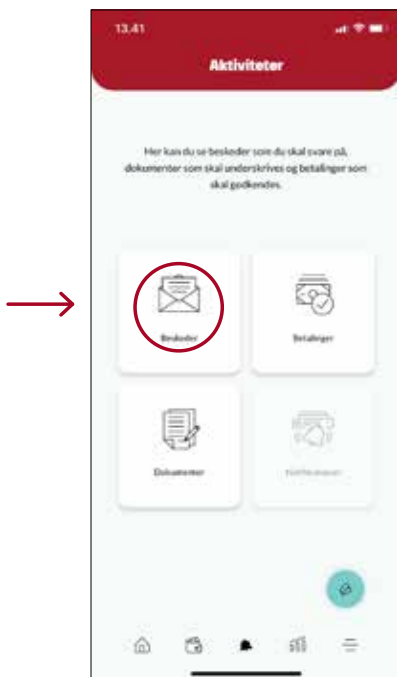 13.41
Aktiviteter
Her kan du se beskeder som du skal svare på,
dokumenter som skal underskrives og betalinger som
skal godkendes.
Beskeder
Betalinger
Dokumenter
Notifikationer